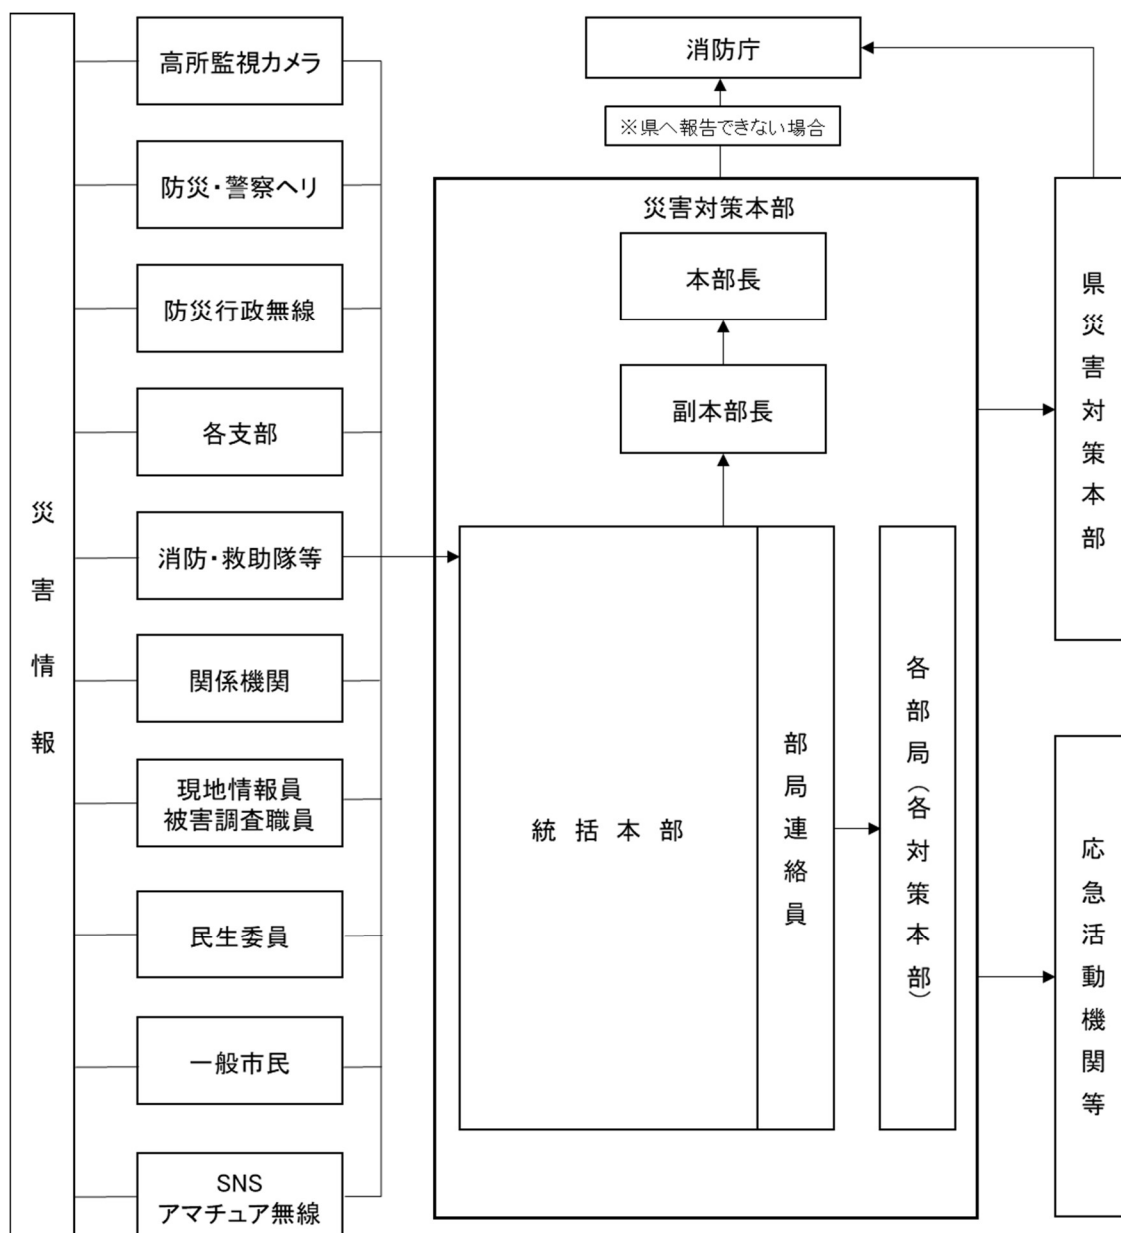 災害情報
高所監視カメラ
防災・警察ヘリ
防災行政無線
各支部
消防・救助隊等
関係機関
現地情報員
被害調査職員
民生委員
一般市民
SNS
アマチュア無線
消防庁
※県へ報告できない場合
災害対策本部
本部長
副本部長
統括本部
部局連絡員
各部局（各対策本部）
県災害対策本部
応急活動機関等